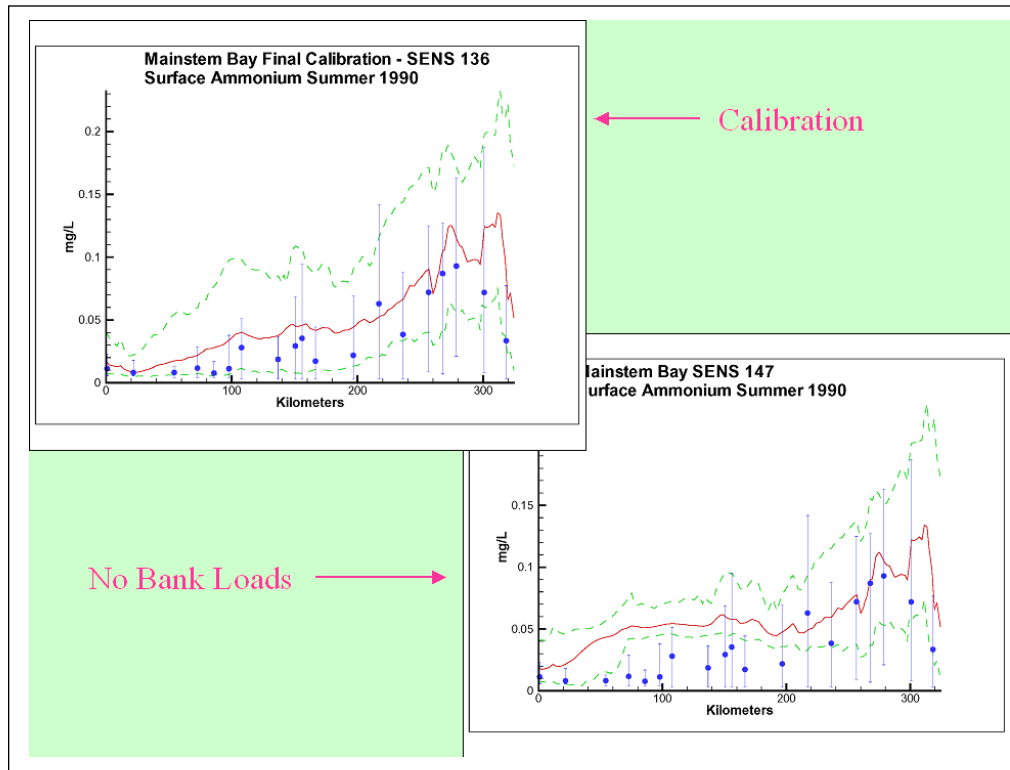 Mainstem Bay Final Calibration - SENS 136
Surface Ammonium Summer 1990
Calibration
0.2
0.15
0.1
0.05
0
mg/L
0 100 200 300
Kilometers
Mainstem Bay SENS 147
urface Ammonium Summer 1990
No Bank Loads
0.15
0.1
0.05
0
mg/L
0 100 200 300
Kilometers